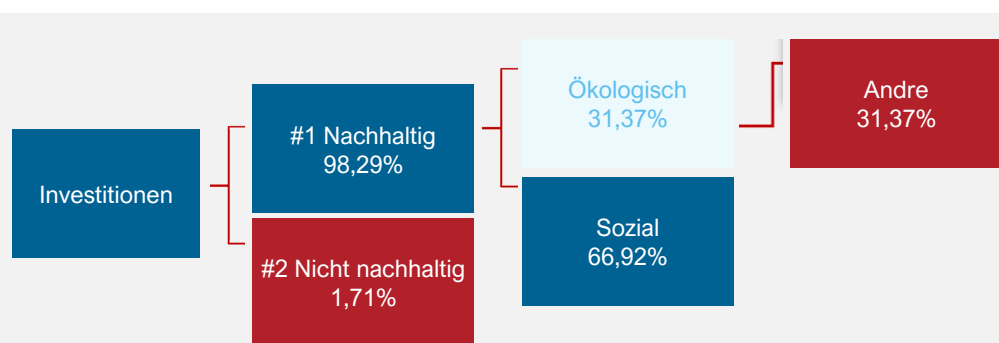 Investitionen
#1 Nachhaltig
98,29%
#2 Nicht nachhaltig
1,71%
Ökologisch
31,37%
Sozial
66,92%
Andre
31,37%